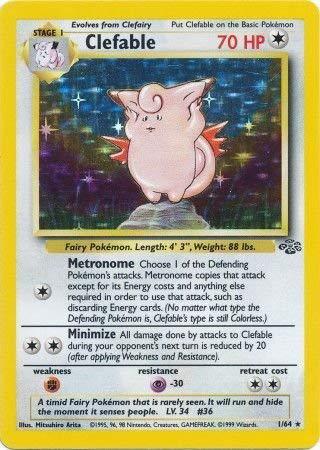 Evolves from Clefairy Put Clefable on the Basic Pokémon
STAGE 1
Clefable 70 HP
Fairy Pokémon. Length: 4' 3", Weight: 88 lbs.
Metronome Choose 1 of the Defending
Pokémon's attacks. Metronome copies that attack
except for its Energy costs and anything else
required in order to use that attack, such as
discarding Energy cards. (No matter what type the
Defending Pokémon is, Clefable's type is still Colorless.)
Minimize All damage done by attacks to Clefable
during your opponent's next turn is reduced by 20
(after applying Weakness and Resistance).
weakness resistance retreat cost
-30
A timid Fairy Pokémon that is rarely seen. It will run and hide
the moment it senses people. LV. 34 #36
Illus. Mitsuhiro Arita ©1995, 96, 98 Nintendo, Creatures, GAMEFREAK. ©1999 Wizards. 1/64